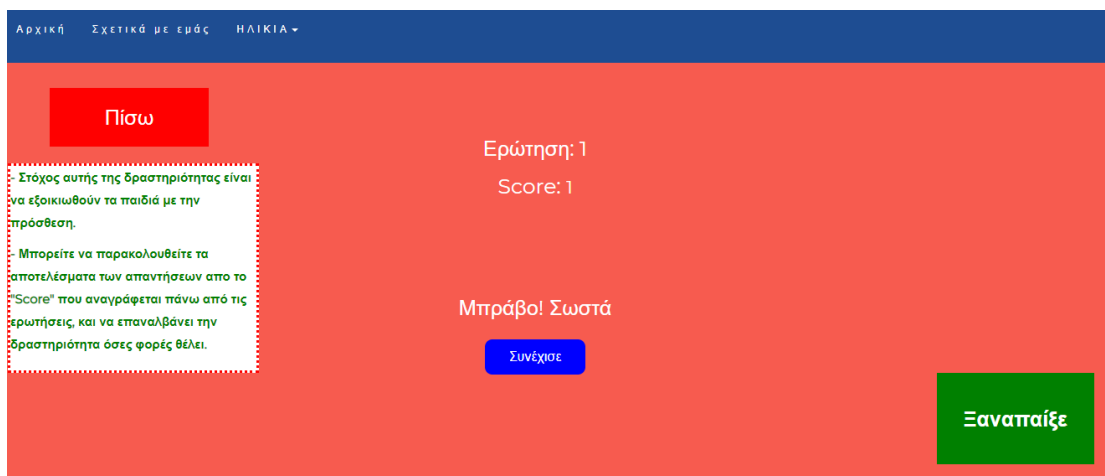 Αρχική Σχετικά με εμάς ΗΛΙΚΙΑ
Πίσω
- Στόχος αυτής της δραστηριότητας είναι
να εξοικιωθούν τα παιδιά με την
πρόσθεση.
- Μπορείτε να παρακολουθείτε τα
αποτελέσματα των απαντήσεων απο το
"Score" που αναγράφεται πάνω από τις
ερωτήσεις, και να επαναλβάνει την
δραστηριότητα όσες φορές θέλει.
Ερώτηση: 1
Score: 1
Μπράβο! Σωστά
Συνέχισε
Ξαναπαίξε